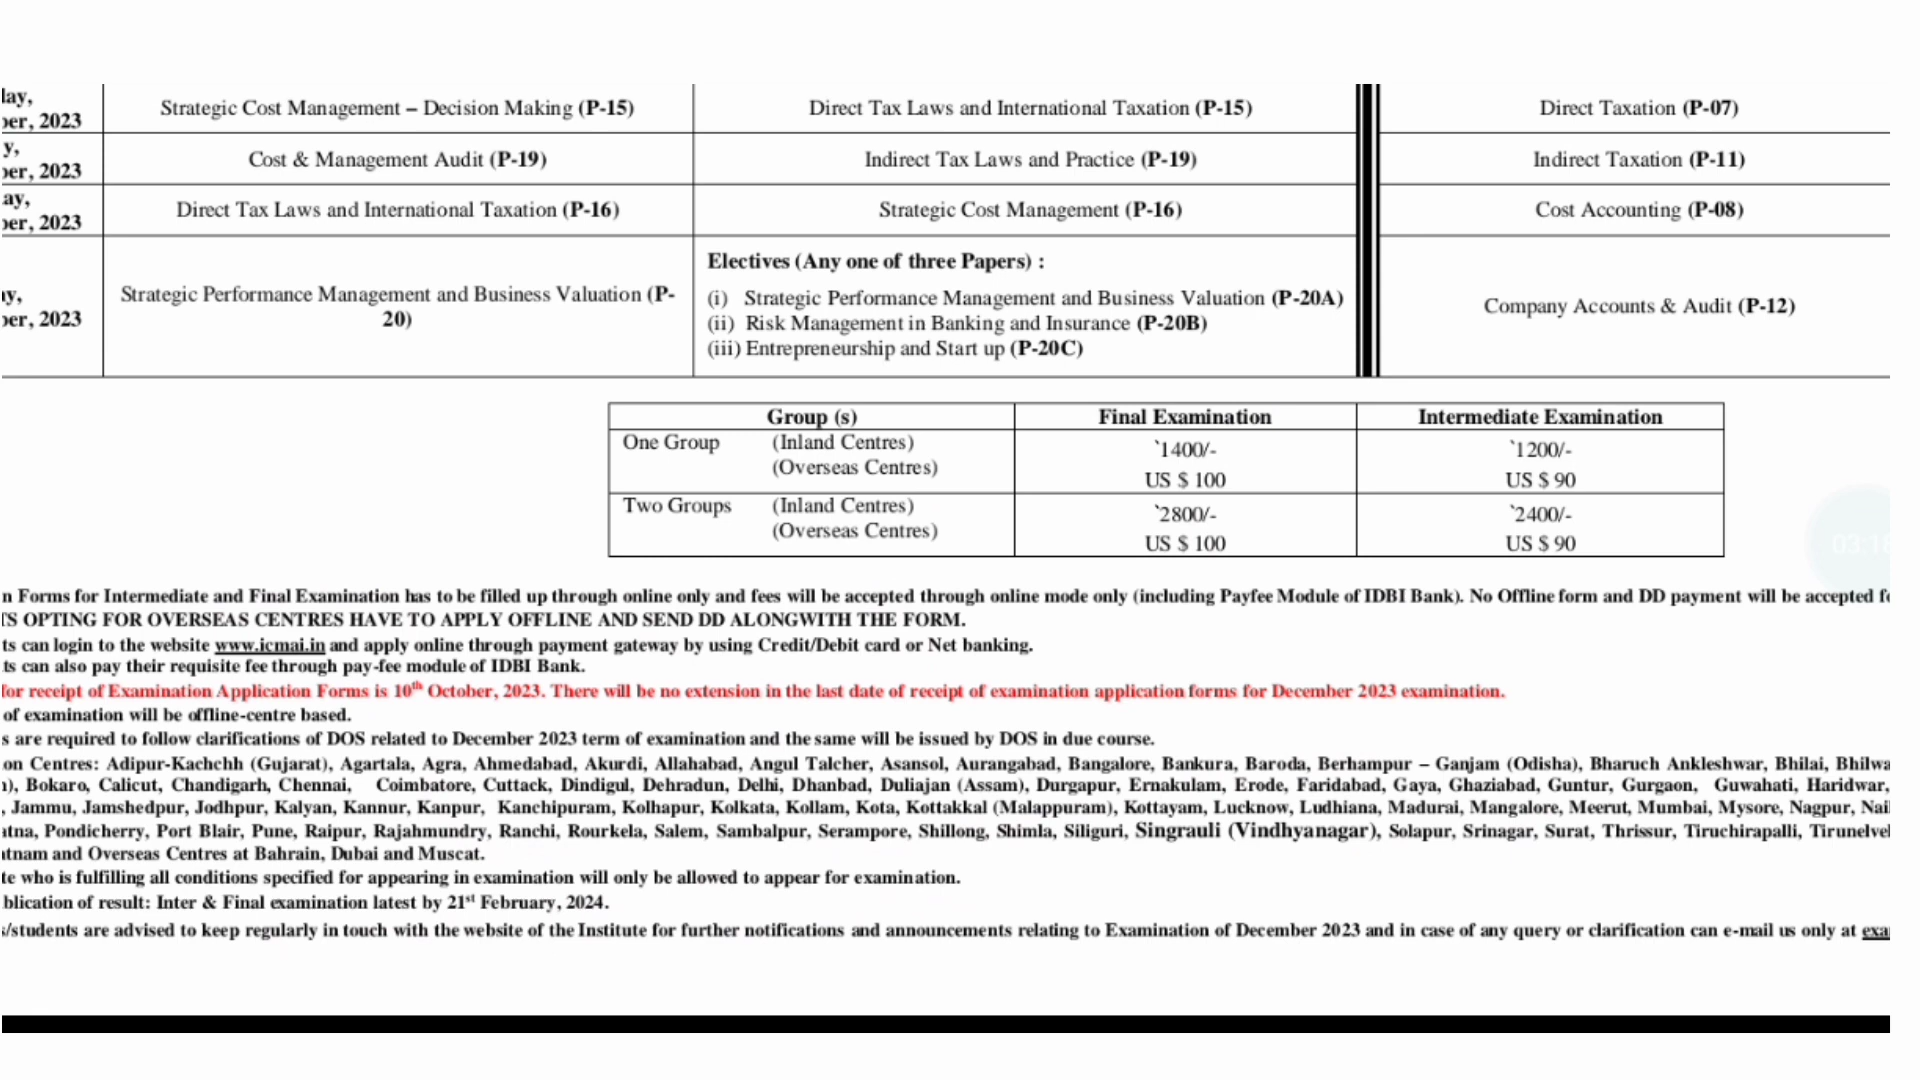 lay,
ber, 2023
Strategic Cost Management – Decision Making (P-15)
Direct Tax Laws and International Taxation (P-15)
Direct Taxation (P-07)
y,
ber, 2023
Cost & Management Audit (P-19)
Indirect Tax Laws and Practice (P-19)
Indirect Taxation (P-11)
ay,
ber, 2023
Direct Tax Laws and International Taxation (P-16)
Strategic Cost Management (P-16)
Cost Accounting (P-08)
ay,
ber, 2023
Strategic Performance Management and Business Valuation (P-
20)
Electives (Any one of three Papers) :
(i) Strategic Performance Management and Business Valuation (P-20A)
(ii) Risk Management in Banking and Insurance (P-20B)
(iii) Entrepreneurship and Start up (P-20C)
Company Accounts & Audit (P-12)
Group (s)
Final Examination
Intermediate Examination
One Group (Inland Centres)
(Overseas Centres)
`1400/-
US $ 100
`1200/-
US $ 90
Two Groups (Inland Centres)
(Overseas Centres)
`2800/-
US $ 100
`2400/-
US $ 90
n Forms for Intermediate and Final Examination has to be filled up through online only and fees will be accepted through online mode only (including Payfee Module of IDBI Bank). No Offline form and DD payment will be accepted f
TS OPTING FOR OVERSEAS CENTRES HAVE TO APPLY OFFLINE AND SEND DD ALONGWITH THE FORM.
ts can login to the website www.icmai.in and apply online through payment gateway by using Credit/Debit card or Net banking.
ts can also pay their requisite fee through pay-fee module of IDBI Bank.
for receipt of Examination Application Forms is 10th October, 2023. There will be no extension in the last date of receipt of examination application forms for December 2023 examination.
of examination will be offline-centre based.
s are required to follow clarifications of DOS related to December 2023 term of examination and the same will be issued by DOS in due course.
on Centres: Adipur-Kachchh (Gujarat), Agartala, Agra, Ahmedabad, Akurdi, Allahabad, Angul Talcher, Asansol, Aurangabad, Bangalore, Bankura, Baroda, Berhampur – Ganjam (Odisha), Bharuch Ankleshwar, Bhilai, Bhilwa
), Bokaro, Calicut, Chandigarh, Chennai, Coimbatore, Cuttack, Dindigul, Dehradun, Delhi, Dhanbad, Duliajan (Assam), Durgapur, Ernakulam, Erode, Faridabad, Gaya, Ghaziabad, Guntur, Gurgaon, Guwahati, Haridwar,
, Jammu, Jamshedpur, Jodhpur, Kalyan, Kannur, Kanpur, Kanchipuram, Kolhapur, Kolkata, Kollam, Kota, Kottakkal (Malappuram), Kottayam, Lucknow, Ludhiana, Madurai, Mangalore, Meerut, Mumbai, Mysore, Nagpur, Nai
atna, Pondicherry, Port Blair, Pune, Raipur, Rajahmundry, Ranchi, Rourkela, Salem, Sambalpur, Serampore, Shillong, Shimla, Siliguri, Singrauli (Vindhyanagar), Solapur, Srinagar, Surat, Thrissur, Tiruchirapalli, Tirunelvel
atnam and Overseas Centres at Bahrain, Dubai and Muscat.
te who is fulfilling all conditions specified for appearing in examination will only be allowed to appear for examination.
blication of result: Inter & Final examination latest by 21st February, 2024.
s/students are advised to keep regularly in touch with the website of the Institute for further notifications and announcements relating to Examination of December 2023 and in case of any query or clarification can e-mail us only at exa